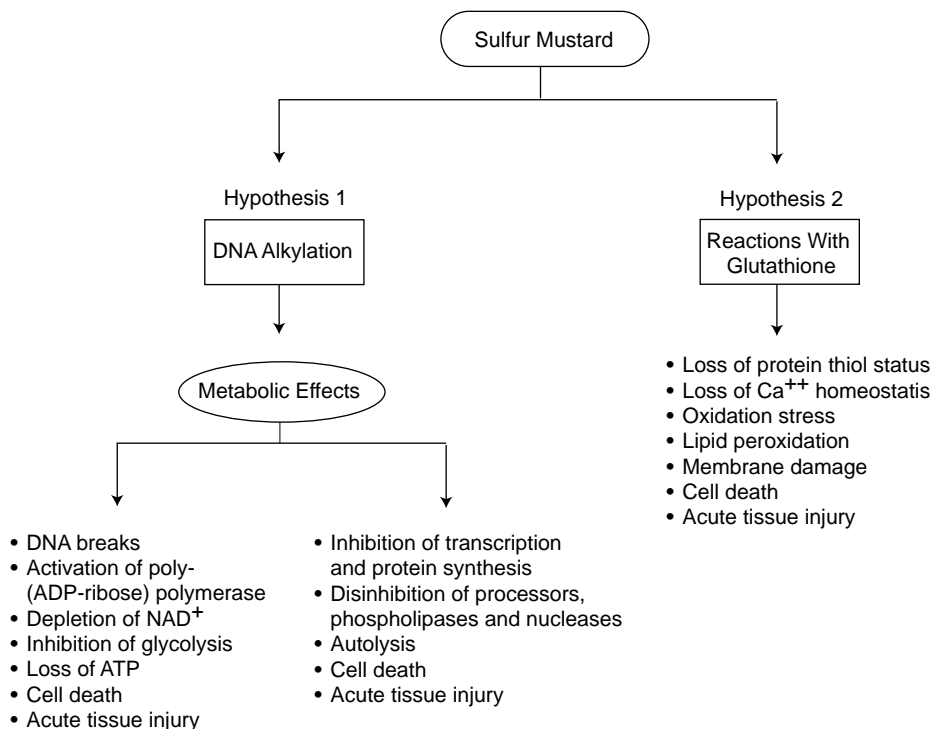 Sulfur Mustard
Hypothesis 1
DNA Alkylation
Hypothesis 2
Reactions With
Glutathione
Metabolic Effects
• Loss of protein thiol status
• Loss of Ca++ homeostatis
• Oxidation stress
• Lipid peroxidation
• Membrane damage
• Cell death
• Acute tissue injury
• DNA breaks
• Activation of poly-
(ADP-ribose) polymerase
• Depletion of NAD+
• Inhibition of glycolysis
• Loss of ATP
• Cell death
• Acute tissue injury
• Inhibition of transcription
and protein synthesis
• Disinhibition of processors,
phospholipases and nucleases
• Autolysis
• Cell death
• Acute tissue injury